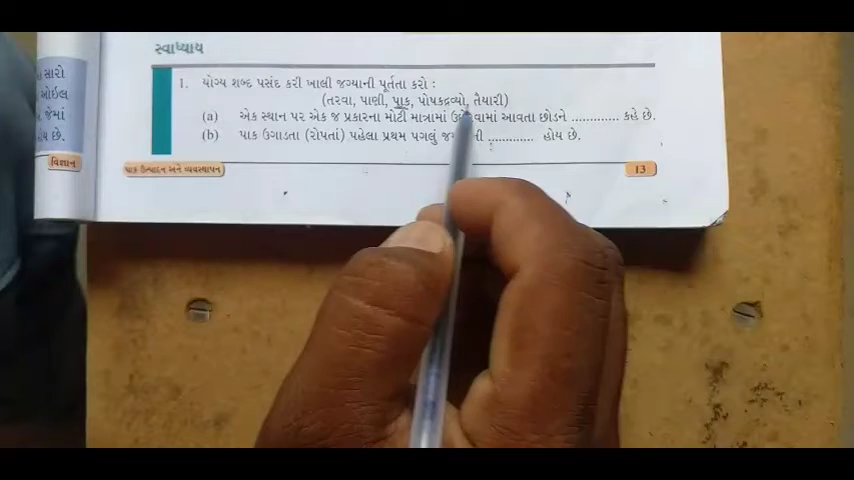 સ્વાધ્યાય
1. યોગ્ય શબ્દ પસંદ કરી ખાલી જગ્યાની પૂર્તતા કરો :
(તરવા, પાણી, પાક, પોષકદ્રવ્યો, તૈયારી)
(a) એક સ્થાન પર એક જ પ્રકારના મોટી માત્રામાં આવતા છોડને ............. કહે છે.
(b) પાક ઉગાડતા (રોપતાં) પહેલા પ્રથમ પગલું ............. હોય છે.
સારો
ઓઇલ
જેમાં
હોય છે.
વિજ્ઞાન
પાક ઉત્પાદન અને વ્યવસ્થાપન
13